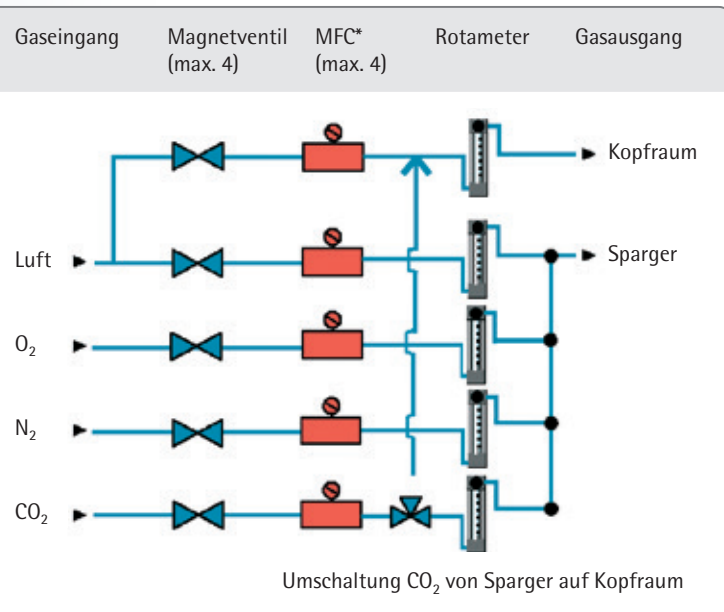 Gaseingang Magnetventil (max. 4) MFC* (max. 4) Rotameter Gasausgang
Kopfraum
Luft Sparger
O₂
N₂
CO₂
Umschaltung CO₂ von Sparger auf Kopfraum